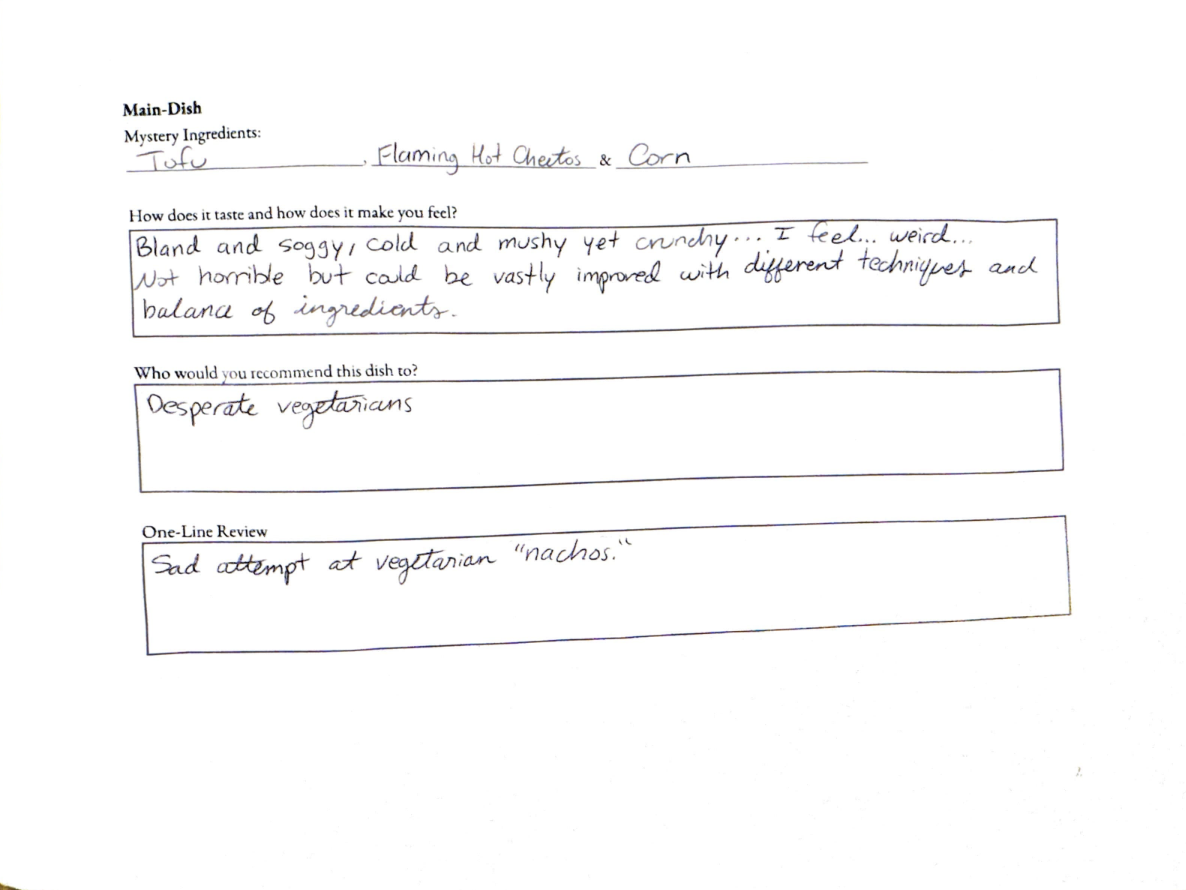 Main-Dish
Mystery Ingredients:
Tufu, Flaming Hot Cheetos & Corn
How does it taste and how does it make you feel?
Bland and soggy, cold and mushy yet crunchy... I feel... weird...
Not horrible but could be vastly improved with different techniques and
balance of ingredients.
Who would you recommend this dish to?
Desperate vegetarians
One-Line Review
Sad attempt at vegetarian "nachos."